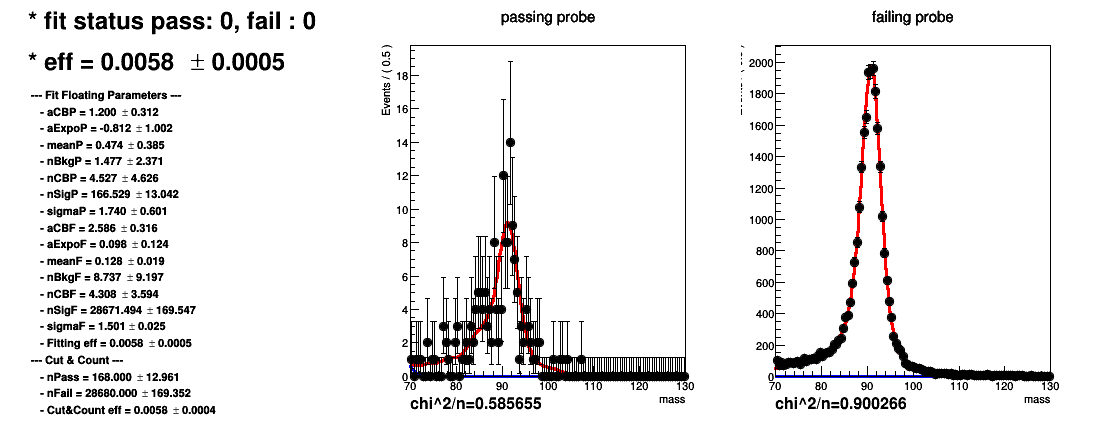 * fit status pass: 0, fail : 0
* eff = 0.0058 ± 0.0005
--- Fit Floating Parameters ---
- aCBP = 1.200 ± 0.312
- aExpoP = -0.812 ± 1.002
- meanP = 0.474 ± 0.385
- nBkgP = 1.477 ± 2.371
- nCBP = 4.527 ± 4.626
- nSigP = 166.529 ± 13.042
- sigmaP = 1.740 ± 0.601
- aCBF = 2.586 ± 0.316
- aExpoF = 0.098 ± 0.124
- meanF = 0.128 ± 0.019
- nBkgF = 8.737 ± 9.197
- nCBF = 4.308 ± 3.594
- nSigF = 28671.494 ± 169.547
- sigmaF = 1.501 ± 0.025
- Fitting eff = 0.0058 ± 0.0005
--- Cut & Count ---
- nPass = 168.000 ± 12.961
- nFail = 28680.000 ± 169.352
- Cut&Count eff = 0.0058 ± 0.0004
passing probe
Events / ( 0.5 )
18
16
14
12
10
8
6
4
2
0
70 80 90 100 110 120 130
mass
chi^2/n=0.585655
failing probe
2000
1800
1600
1400
1200
1000
800
600
400
200
0
70 80 90 100 110 120 130
mass
chi^2/n=0.900266